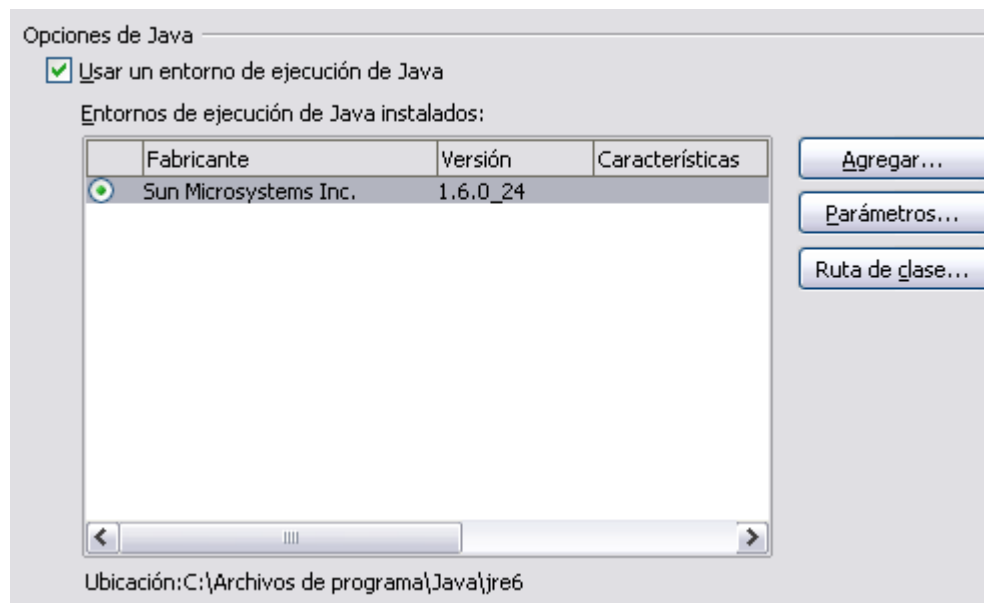 Opciones de Java
Usar un entorno de ejecución de Java
Entornos de ejecución de Java instalados:
Fabricante Versión Características
Sun Microsystems Inc. 1.6.0_24
Agregar...
Parámetros...
Ruta de clase...
Ubicación:C:\Archivos de programa\Java\jre6